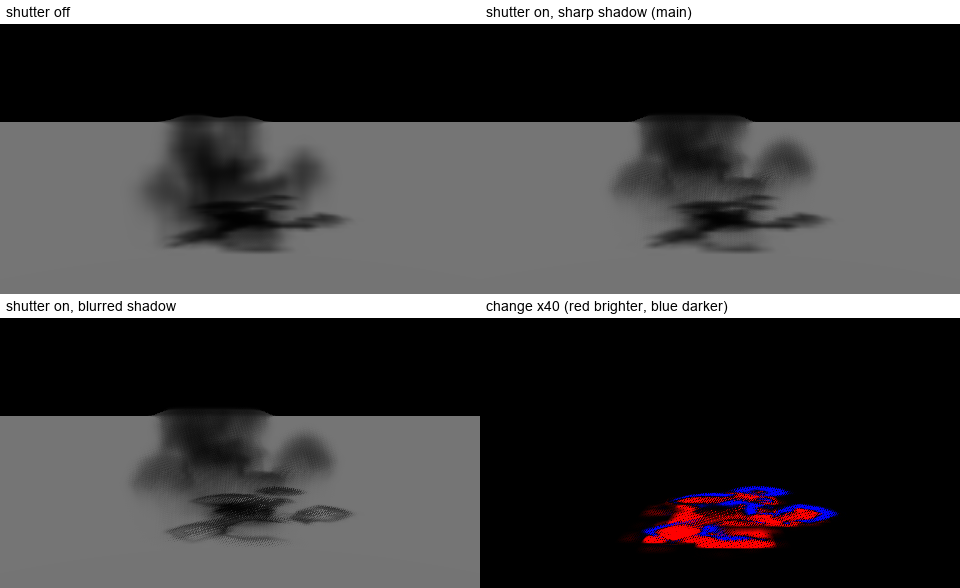 shutter off
shutter on, sharp shadow (main)
shutter on, blurred shadow
change x40 (red brighter, blue darker)